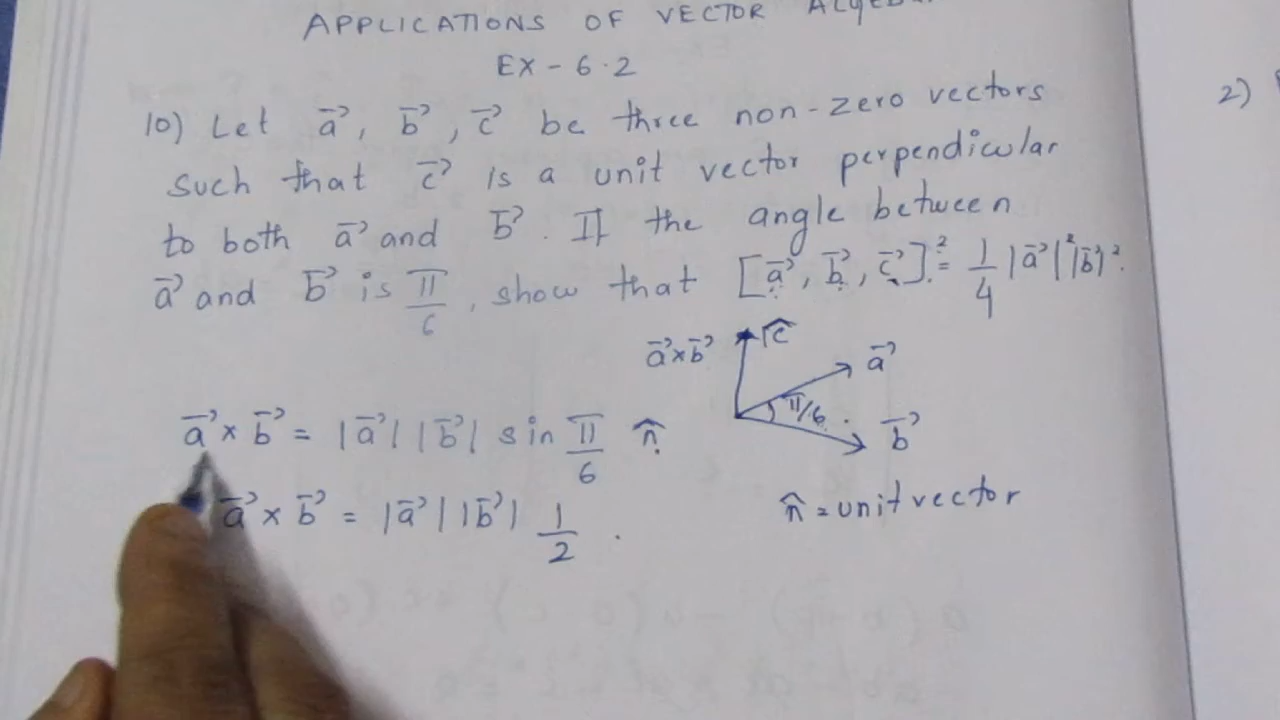 APPLICATIONS OF VECTOR
EX - 6.2
10) Let a⃗, b⃗, c⃗ be three non-zero vectors
such that c⃗ is a unit vector perpendicular
to both a⃗ and b⃗. If the angle between
a⃗ and b⃗ is π/6, show that [a⃗, b⃗, c⃗]² = 1/4 |a⃗|²|b⃗|².
a⃗×b⃗ ĉ a⃗
π/6
b⃗
a⃗ × b⃗ = |a⃗| |b⃗| sin π/6 n̂
n̂ = unit vector
a⃗ × b⃗ = |a⃗| |b⃗| 1/2 .
2)